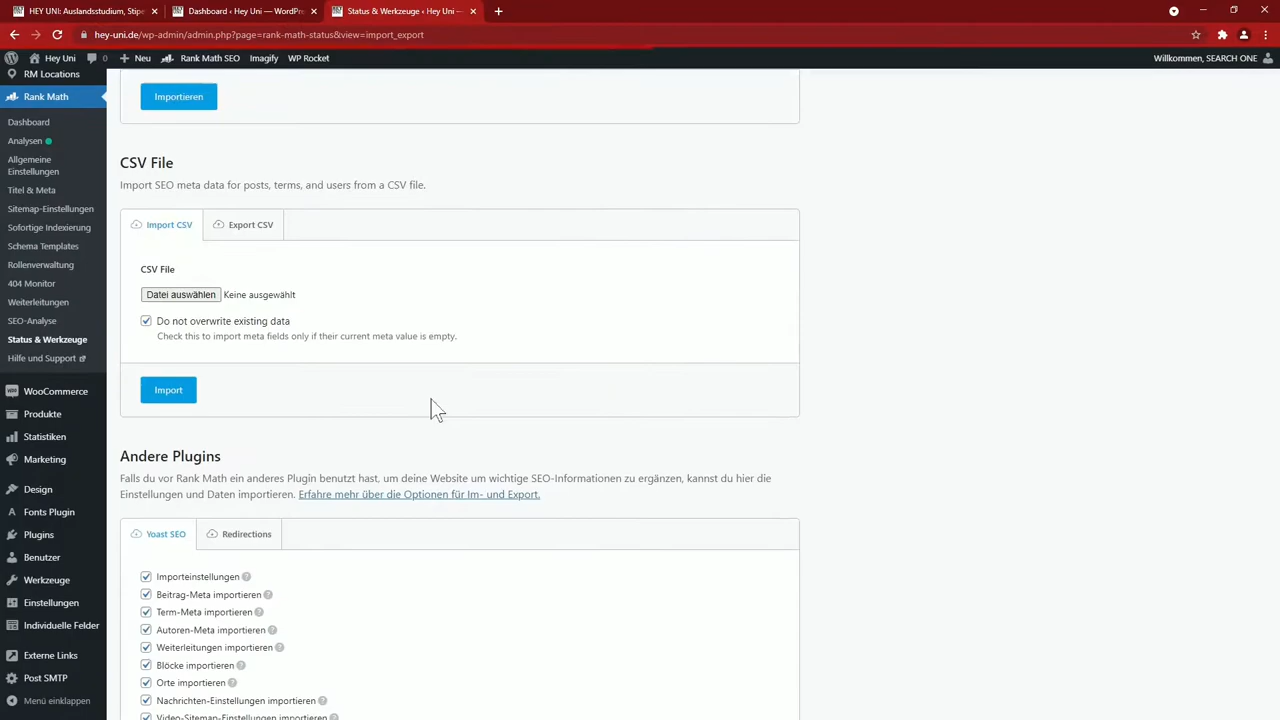 HEY UNI: Auslandsstudium, Stipe
Dashboard ‹ Hey Uni — WordPre
Status & Werkzeuge ‹ Hey Uni —
hey-uni.de/wp-admin/admin.php?page=rank-math-status&view=import_export
Hey Uni 0 Neu Rank Math SEO Imagify WP Rocket Willkommen, SEARCH ONE
RM Locations
Rank Math
Dashboard
Analysen
Allgemeine
Einstellungen
Titel & Meta
Sitemap-Einstellungen
Sofortige Indexierung
Schema Templates
Rollenverwaltung
404 Monitor
Weiterleitungen
SEO-Analyse
Status & Werkzeuge
Hilfe und Support
WooCommerce
Produkte
Statistiken
Marketing
Design
Fonts Plugin
Plugins
Benutzer
Werkzeuge
Einstellungen
Individuelle Felder
Externe Links
Post SMTP
Menü einklappen
Importieren
CSV File
Import SEO meta data for posts, terms, and users from a CSV file.
Import CSV Export CSV
CSV File
Datei auswählen Keine ausgewählt
Do not overwrite existing data
Check this to import meta fields only if their current meta value is empty.
Import
Andere Plugins
Falls du vor Rank Math ein anderes Plugin benutzt hast, um deine Website um wichtige SEO-Informationen zu ergänzen, kannst du hier die
Einstellungen und Daten importieren. Erfahre mehr über die Optionen für Im- und Export.
Yoast SEO Redirections
Importeinstellungen ?
Beitrag-Meta importieren ?
Term-Meta importieren ?
Autoren-Meta importieren ?
Weiterleitungen importieren ?
Blöcke importieren ?
Orte importieren ?
Nachrichten-Einstellungen importieren ?
Video-Sitemap-Einstellungen importieren ?